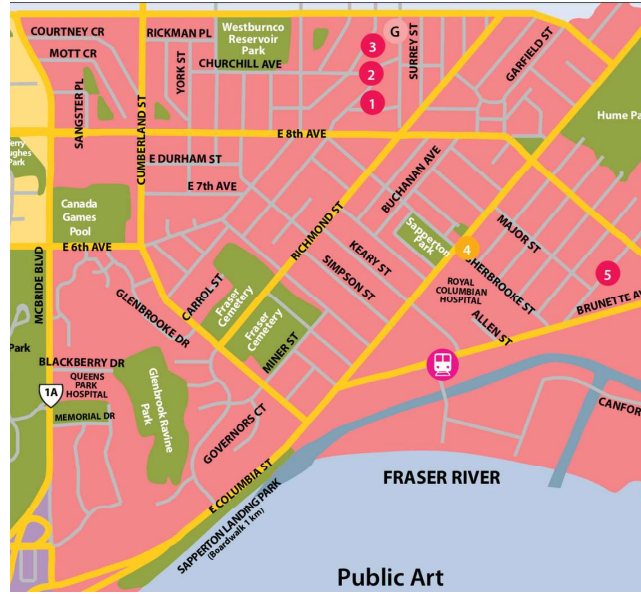 COURTNEY CR
MOTT CR
SANGSTER PL
CUMBERLAND ST
RICKMAN PL
YORK ST
Westburnco
Reservoir
Park
CHURCHILL AVE
G
3
2
1
SURREY ST
GARFIELD ST
Hume Pa
E 8th AVE
E DURHAM ST
E 7th AVE
Park
Canada
Games
Pool
E 6th AVE
MCBRIDE BLVD
GLENBROOKE DR
CARROL ST
Fraser
Cemetery
Fraser
Cemetery
MINER ST
RICHMOND ST
SIMPSON ST
KEARY ST
BUCHANAN AVE
Sapperton
Park
4
MAJOR ST
SHERBROOKE ST
ROYAL
COLUMBIAN
HOSPITAL
ALLEN ST
5
BRUNETTE AV
Park
BLACKBERRY DR
QUEENS
PARK
HOSPITAL
1A
MEMORIAL DR
Glenbrook Ravine
Park
GOVERNORS CT
E COLUMBIA ST
SAPPERTON LANDING PARK
(Boardwalk 1 km)
CANFOR
FRASER RIVER
Public Art